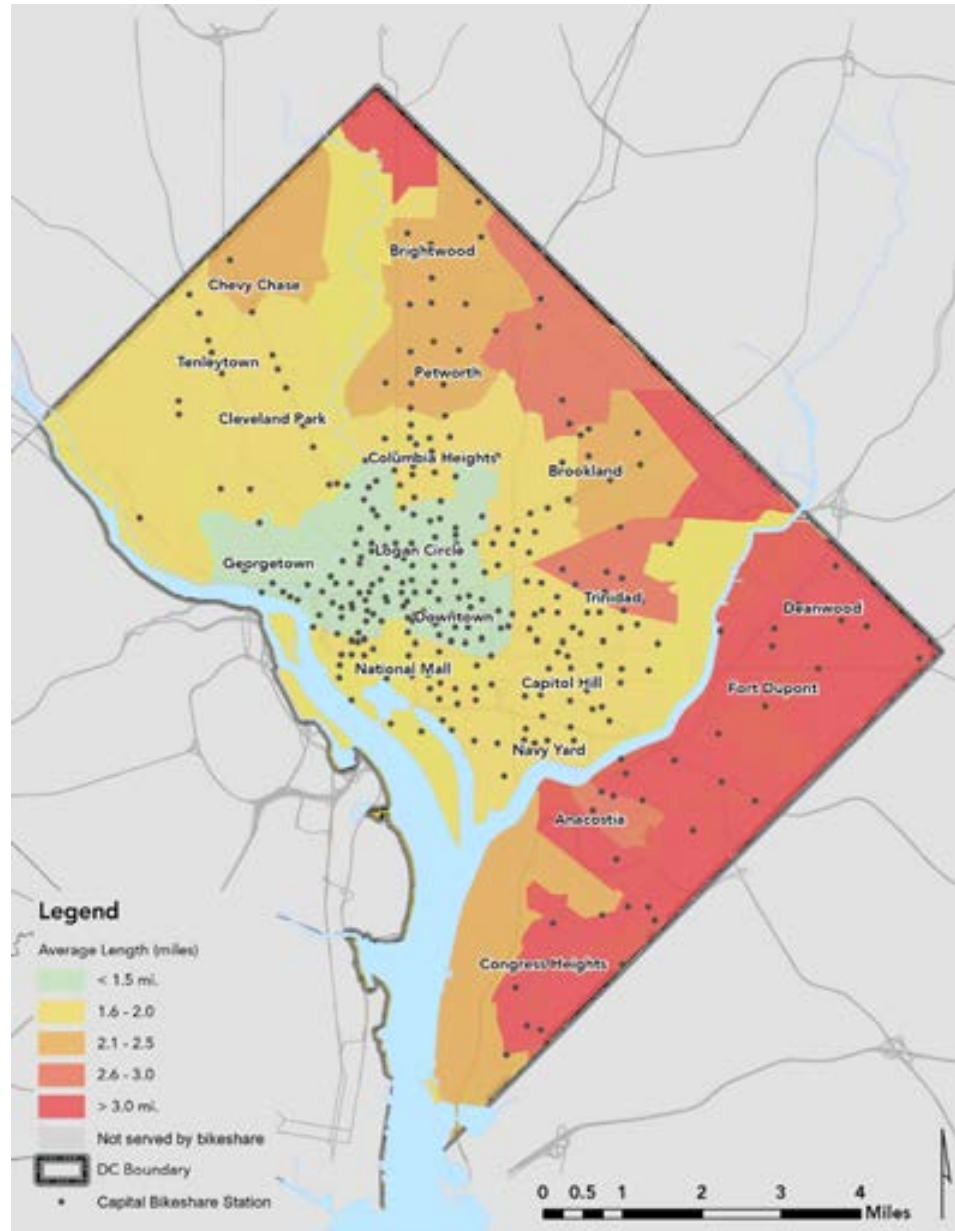 Brightwood
Chevy Chase
Tenleytown
Petworth
Cleveland Park
Columbia Heights
Brookland
Logan Circle
Georgetown
Trinidad
Deanwood
Downtown
National Mall
Capitol Hill
Fort Dupont
Navy Yard
Anacostia
Congress Heights
Legend
Average Length (miles)
< 1.5 mi.
1.6 - 2.0
2.1 - 2.5
2.6 - 3.0
> 3.0 mi.
Not served by bikeshare
DC Boundary
Capital Bikeshare Station
0 0.5 1 2 3 4
Miles